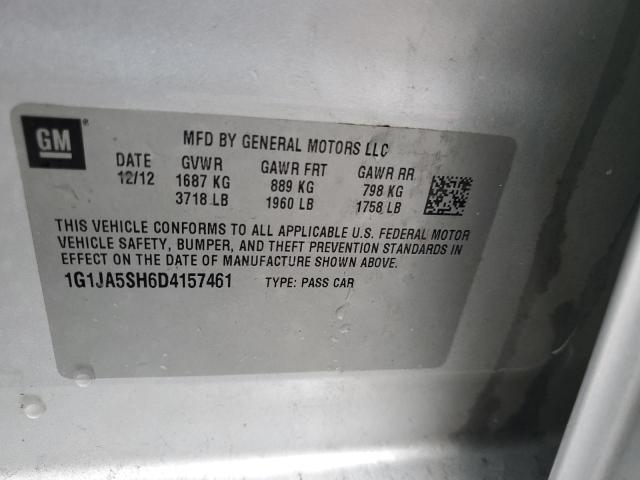 GM ®
MFD BY GENERAL MOTORS LLC
DATE GVWR GAWR FRT GAWR RR
12/12 1687 KG 889 KG 798 KG
3718 LB 1960 LB 1758 LB
THIS VEHICLE CONFORMS TO ALL APPLICABLE U.S. FEDERAL MOTOR
VEHICLE SAFETY, BUMPER, AND THEFT PREVENTION STANDARDS IN
EFFECT ON THE DATE OF MANUFACTURE SHOWN ABOVE.
1G1JA5SH6D4157461 TYPE: PASS CAR